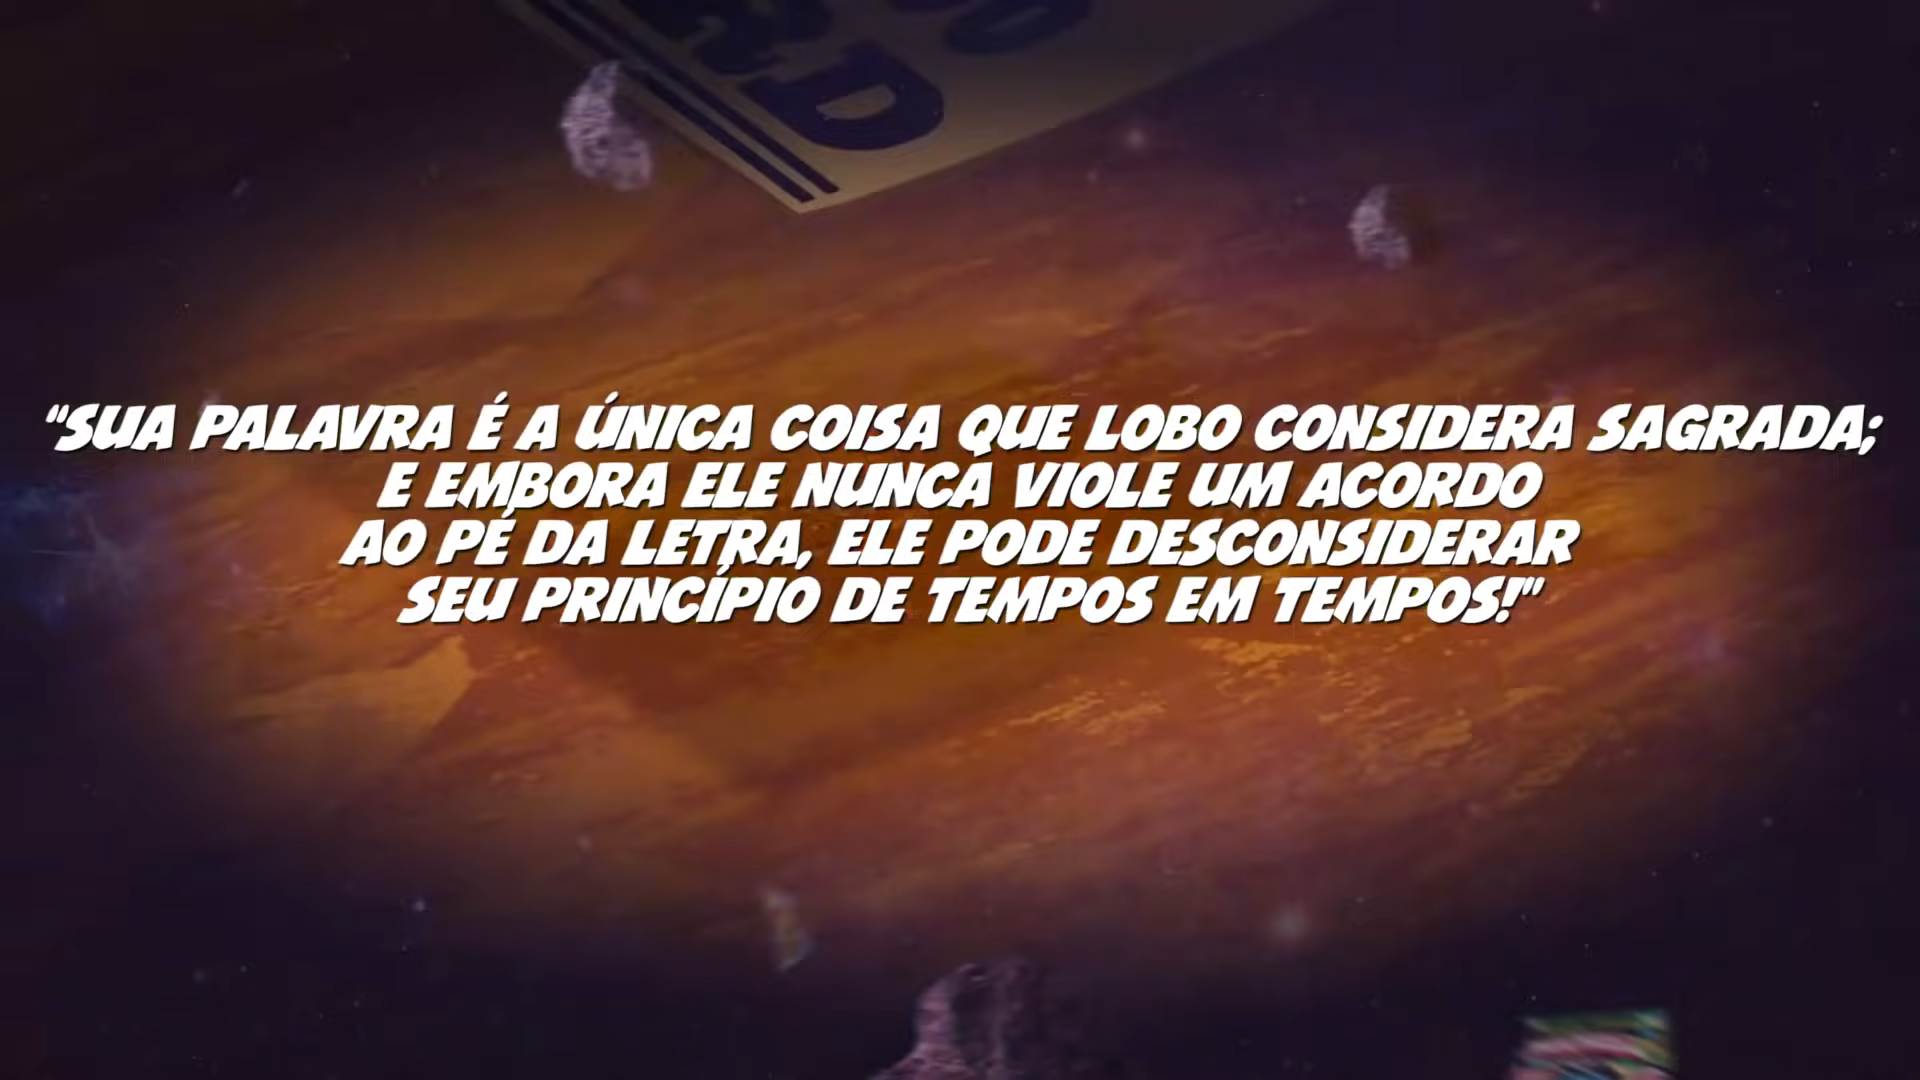 "SUA PALAVRA É A ÚNICA COISA QUE LOBO CONSIDERA SAGRADA;
E EMBORA ELE NUNCA VIOLE UM ACORDO
AO PÉ DA LETRA, ELE PODE DESCONSIDERAR
SEU PRINCÍPIO DE TEMPOS EM TEMPOS!"